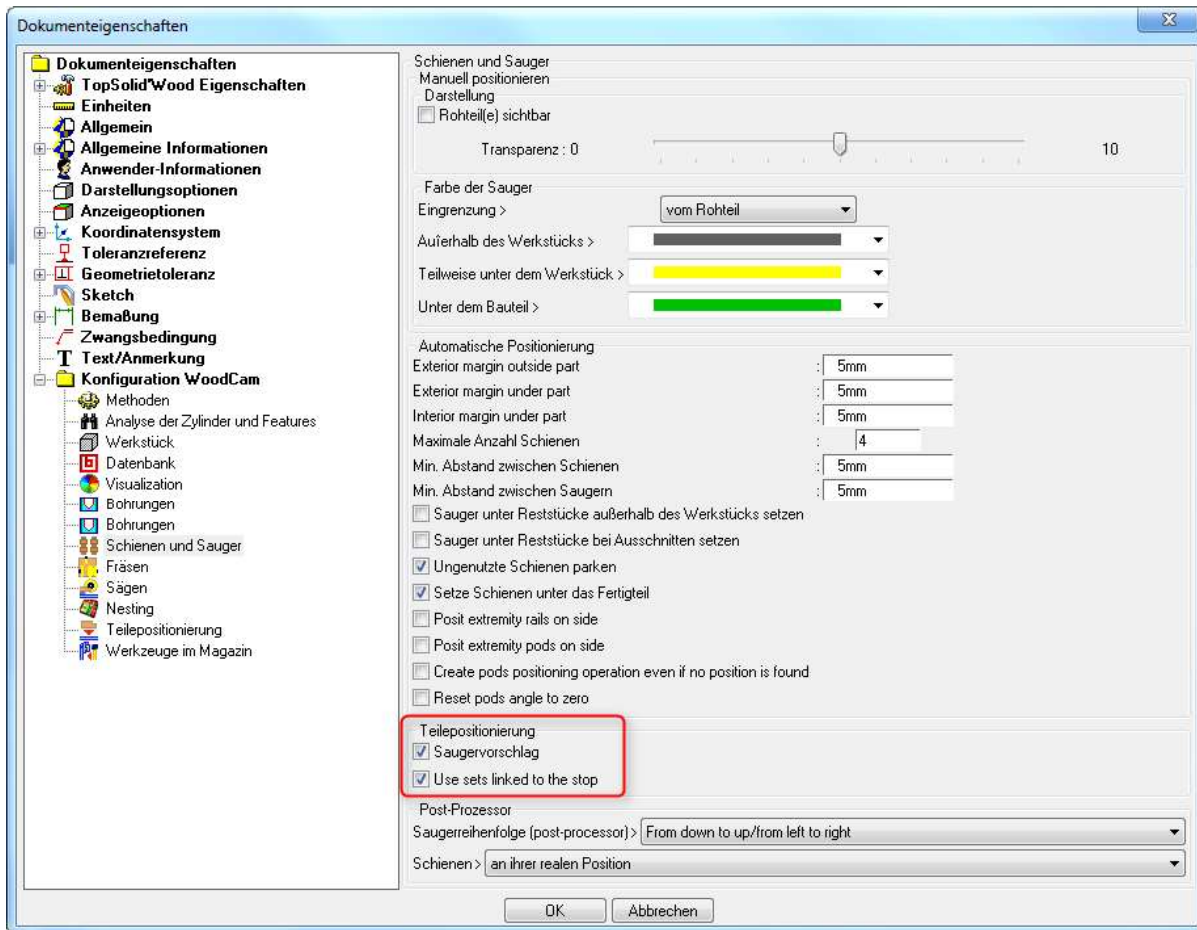 Dokumenteigenschaften
Dokumenteigenschaften
TopSolid'Wood Eigenschaften
Einheiten
Allgemein
Allgemeine Informationen
Anwender-Informationen
Darstellungsoptionen
Anzeigeoptionen
Koordinatensystem
Toleranzreferenz
Geometrietoleranz
Sketch
Bemaßung
Zwangsbedingung
T Text/Anmerkung
Konfiguration WoodCam
Methoden
Analyse der Zylinder und Features
Werkstück
Datenbank
Visualization
Bohrungen
Bohrungen
Schienen und Sauger
Fräsen
Sägen
Nesting
Teilepositionierung
Werkzeuge im Magazin
Schienen und Sauger
Manuell positionieren
Darstellung
Rohteil(e) sichtbar
Transparenz : 0 10
Farbe der Sauger
Eingrenzung > vom Rohteil
Auîerhalb des Werkstücks >
Teilweise unter dem Werkstück >
Unter dem Bauteil >
Automatische Positionierung
Exterior margin outside part : 5mm
Exterior margin under part : 5mm
Interior margin under part : 5mm
Maximale Anzahl Schienen : 4
Min. Abstand zwischen Schienen : 5mm
Min. Abstand zwischen Saugern : 5mm
Sauger unter Reststücke außerhalb des Werkstücks setzen
Sauger unter Reststücke bei Ausschnitten setzen
Ungenutzte Schienen parken
Setze Schienen unter das Fertigteil
Posit extremity rails on side
Posit extremity pods on side
Create pods positioning operation even if no position is found
Reset pods angle to zero
Teilepositionierung
Saugervorschlag
Use sets linked to the stop
Post-Prozessor
Saugerreihenfolge (post-processor) > From down to up/from left to right
Schienen > an ihrer realen Position
OK Abbrechen